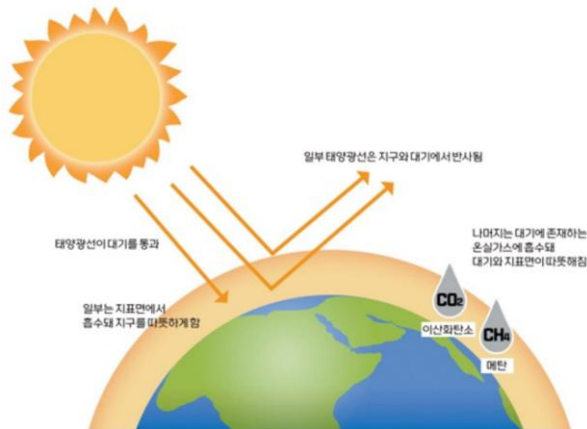 일부 태양광선은 지구와 대기에서 반사됨
태양광선이 대기를 통과
나머지는 대기에 존재하는
온실가스에 흡수돼
대기와 지표면이 따뜻해짐
일부는 지표면에서
흡수돼 지구를 따뜻하게 함
CO₂
이산화탄소
CH₄
메탄